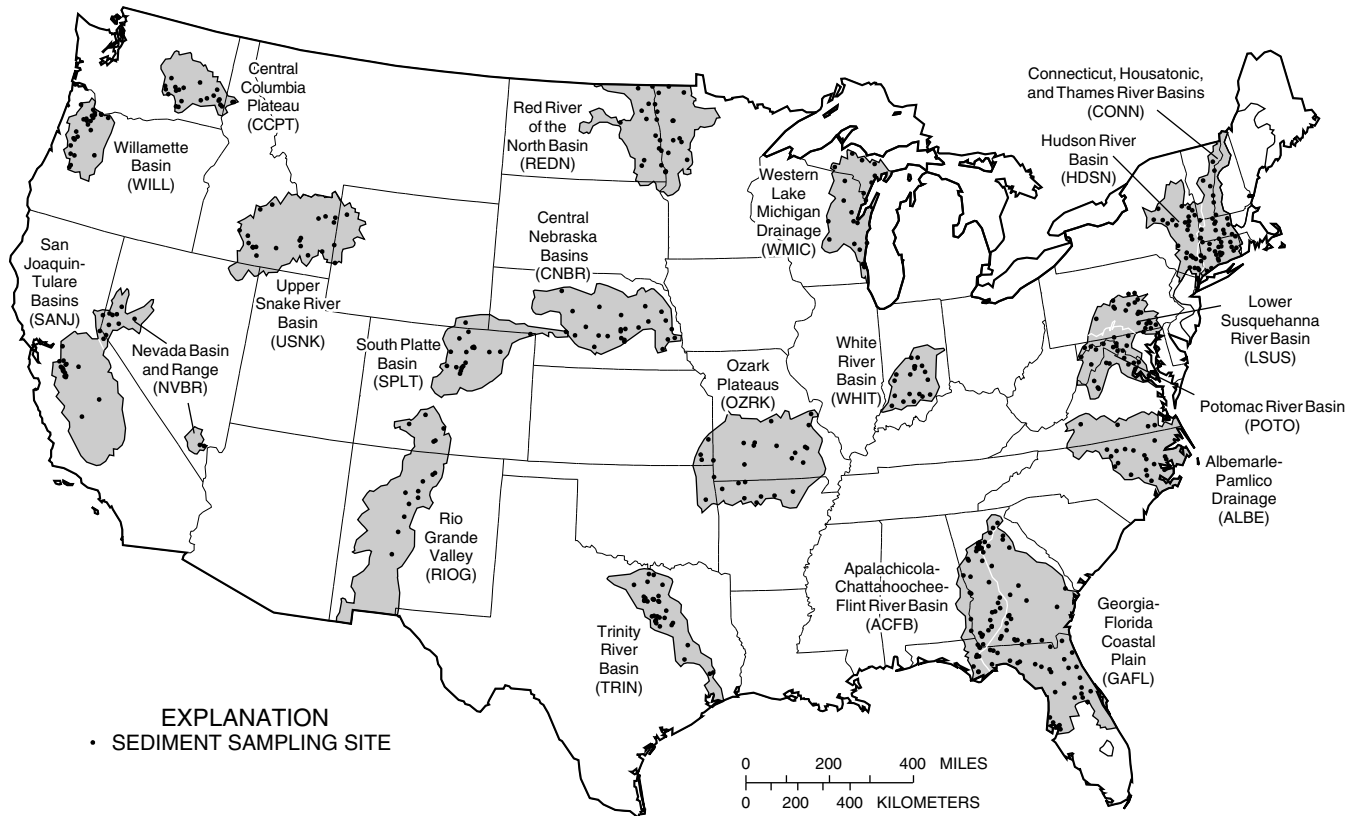 Central
Columbia
Plateau
(CCPT)
Willamette
Basin
(WILL)
San
Joaquin-
Tulare
Basins
(SANJ)
Nevada Basin
and Range
(NVBR)
Upper
Snake River
Basin
(USNK)
South Platte
Basin
(SPLT)
Rio
Grande
Valley
(RIOG)
Red River
of the
North Basin
(REDN)
Central
Nebraska
Basins
(CNBR)
Ozark
Plateaus
(OZRK)
Trinity
River
Basin
(TRIN)
Western
Lake
Michigan
Drainage
(WMIC)
White
River
Basin
(WHIT)
Apalachicola-
Chattahoochee-
Flint River Basin
(ACFB)
Connecticut, Housatonic,
and Thames River Basins
(CONN)
Hudson River
Basin
(HDSN)
Lower
Susquehanna
River Basin
(LSUS)
Potomac River Basin
(POTO)
Albemarle-
Pamlico
Drainage
(ALBE)
Georgia-
Florida
Coastal
Plain
(GAFL)
EXPLANATION
• SEDIMENT SAMPLING SITE
0 200 400 MILES
0 200 400 KILOMETERS